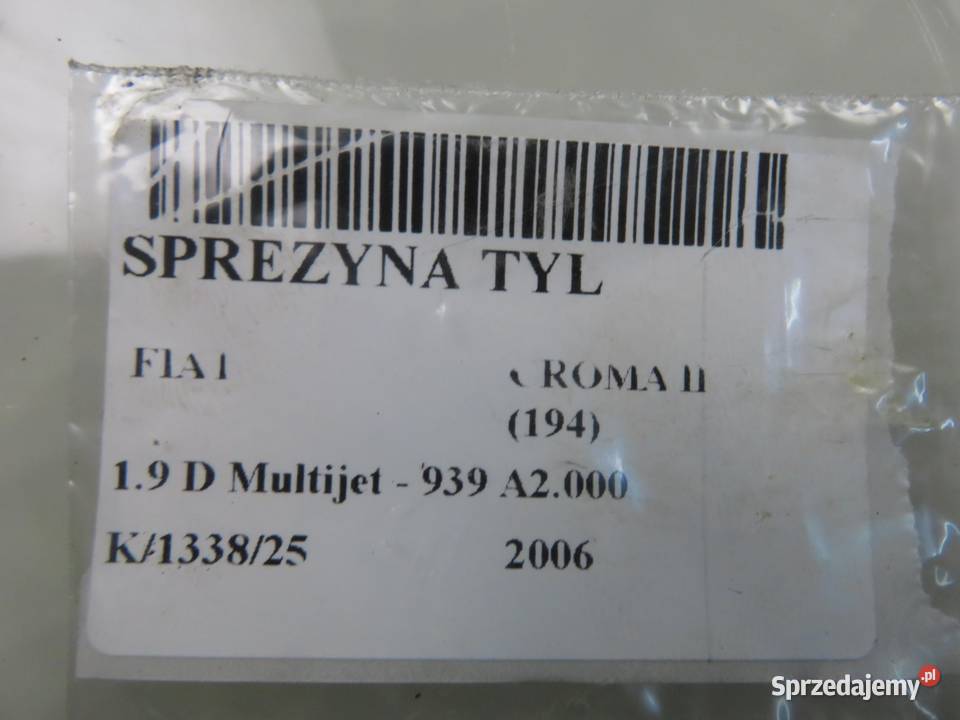 SPREZYNA TYL
FIAT CROMA II
(194)
1.9 D Multijet - 939 A2.000
K/1338/25 2006
Sprzedajemy.pl